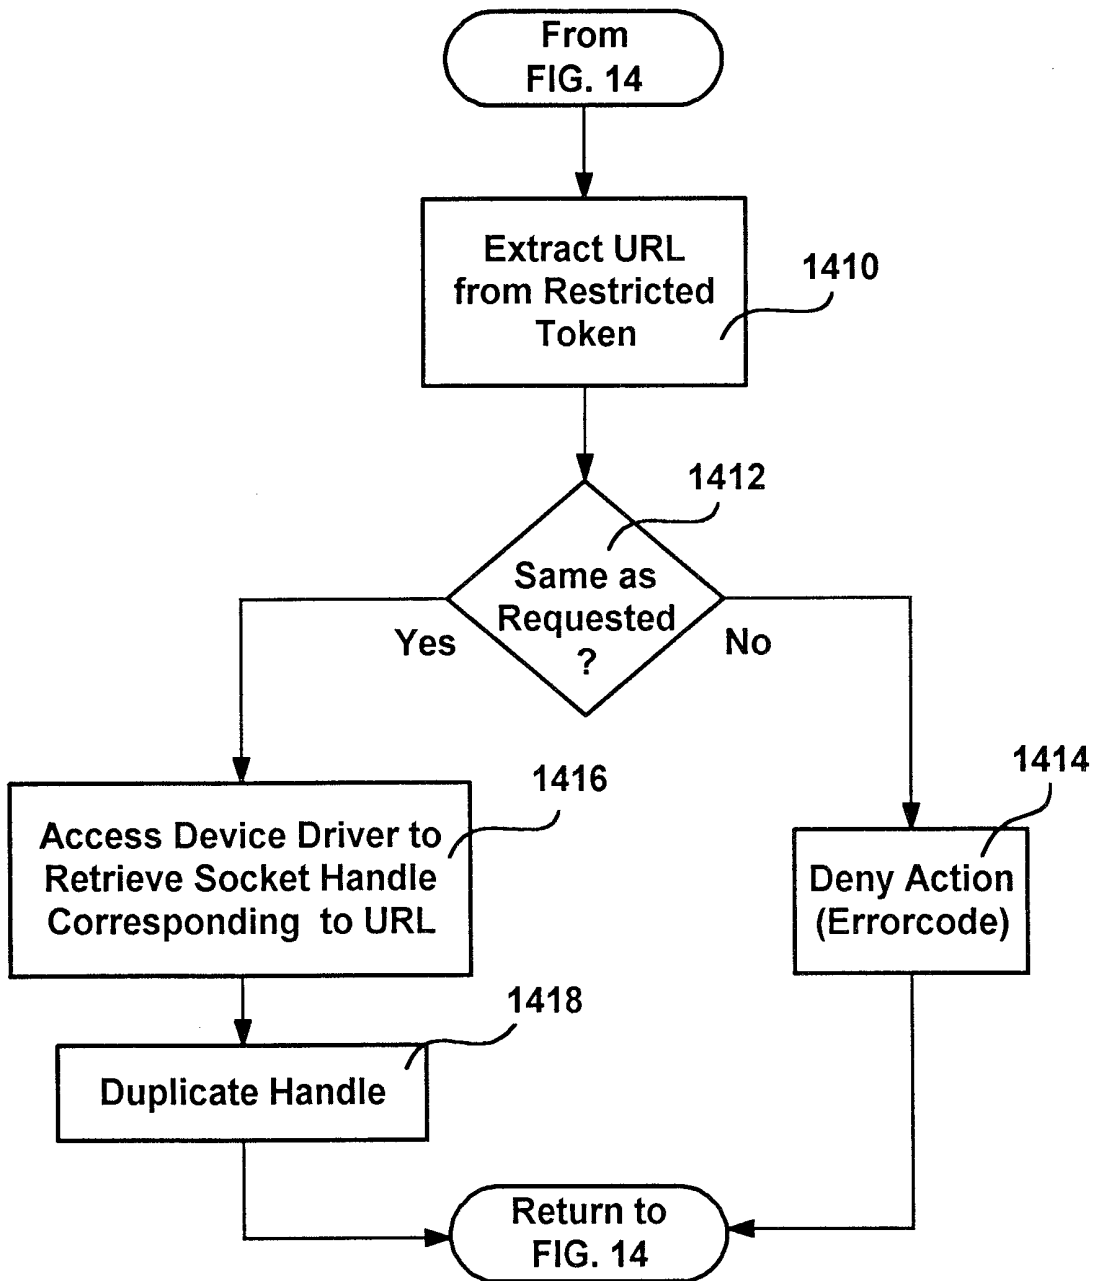 From
FIG. 14
Extract URL
from Restricted
Token
1410
1412
Same as
Requested
?
Yes
No
1416
Access Device Driver to
Retrieve Socket Handle
Corresponding to URL
1414
Deny Action
(Errorcode)
1418
Duplicate Handle
Return to
FIG. 14